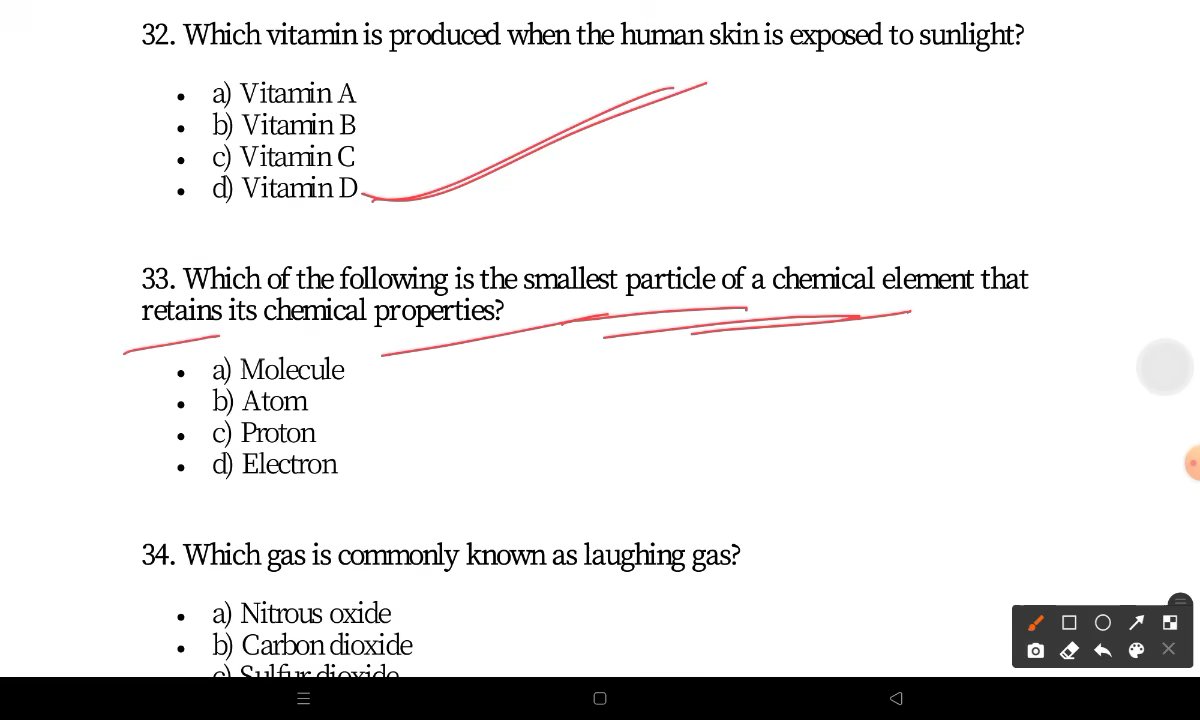 32. Which vitamin is produced when the human skin is exposed to sunlight?
• a) Vitamin A
• b) Vitamin B
• c) Vitamin C
• d) Vitamin D
33. Which of the following is the smallest particle of a chemical element that
retains its chemical properties?
• a) Molecule
• b) Atom
• c) Proton
• d) Electron
34. Which gas is commonly known as laughing gas?
• a) Nitrous oxide
• b) Carbon dioxide
c) Sulfur dioxide